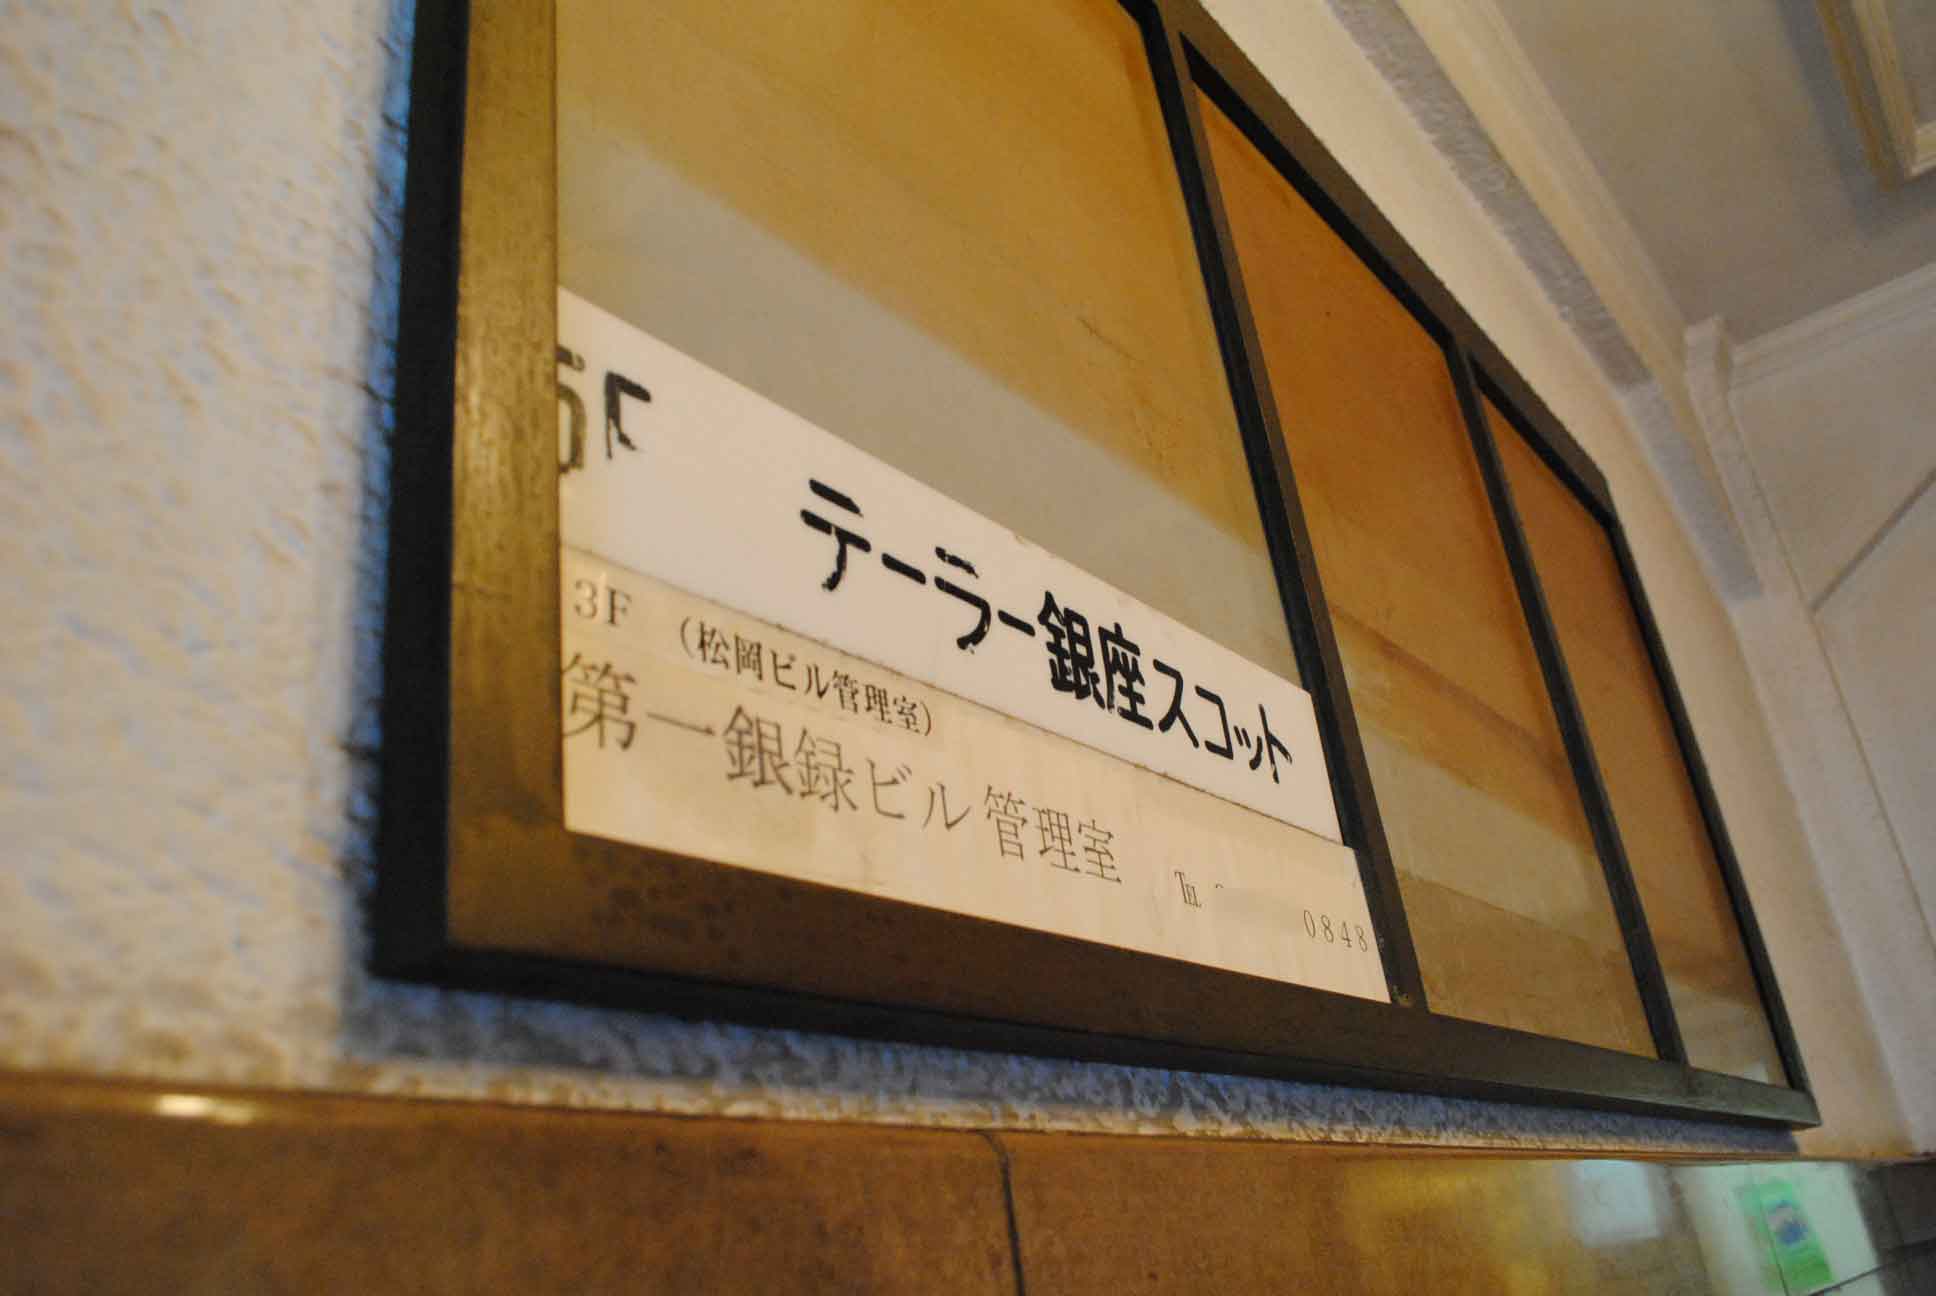 5F テーラー銀座スコット
3F (松岡ビル管理室)
第一銀録ビル管理室 ℡ 0848